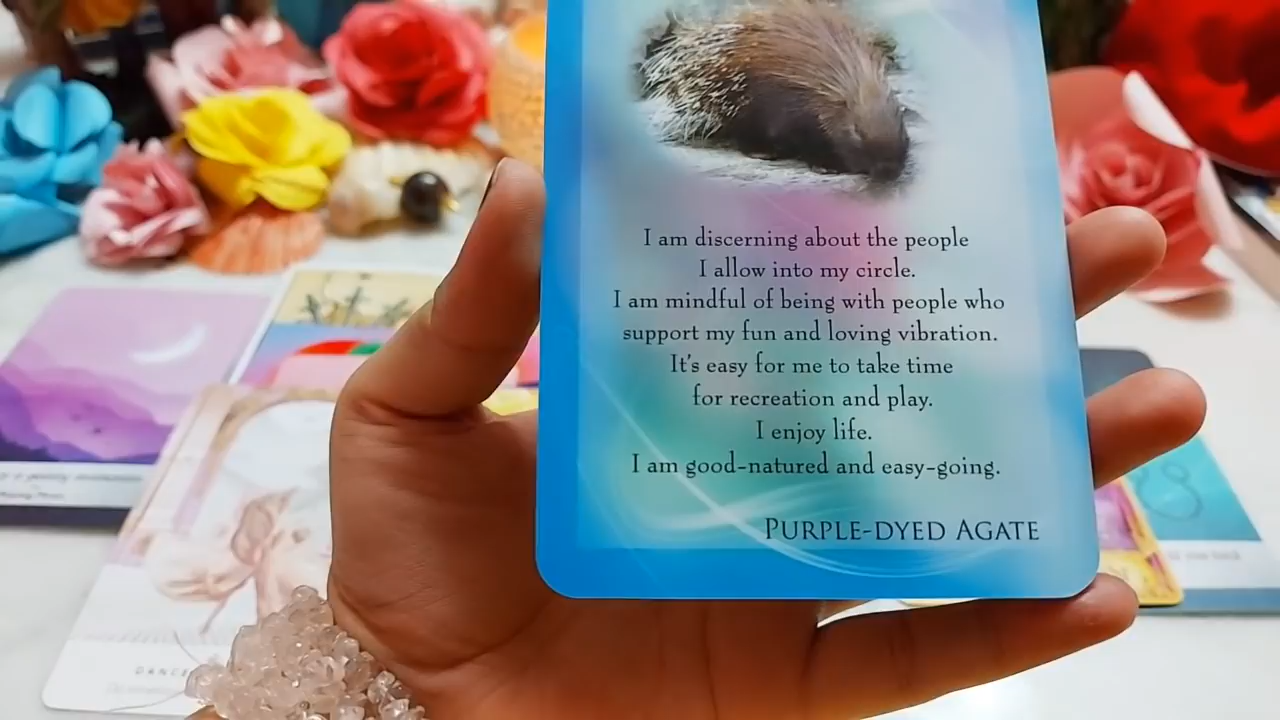 I am discerning about the people
I allow into my circle.
I am mindful of being with people who
support my fun and loving vibration.
It's easy for me to take time
for recreation and play.
I enjoy life.
I am good-natured and easy-going.
PURPLE-DYED AGATE
DANCE